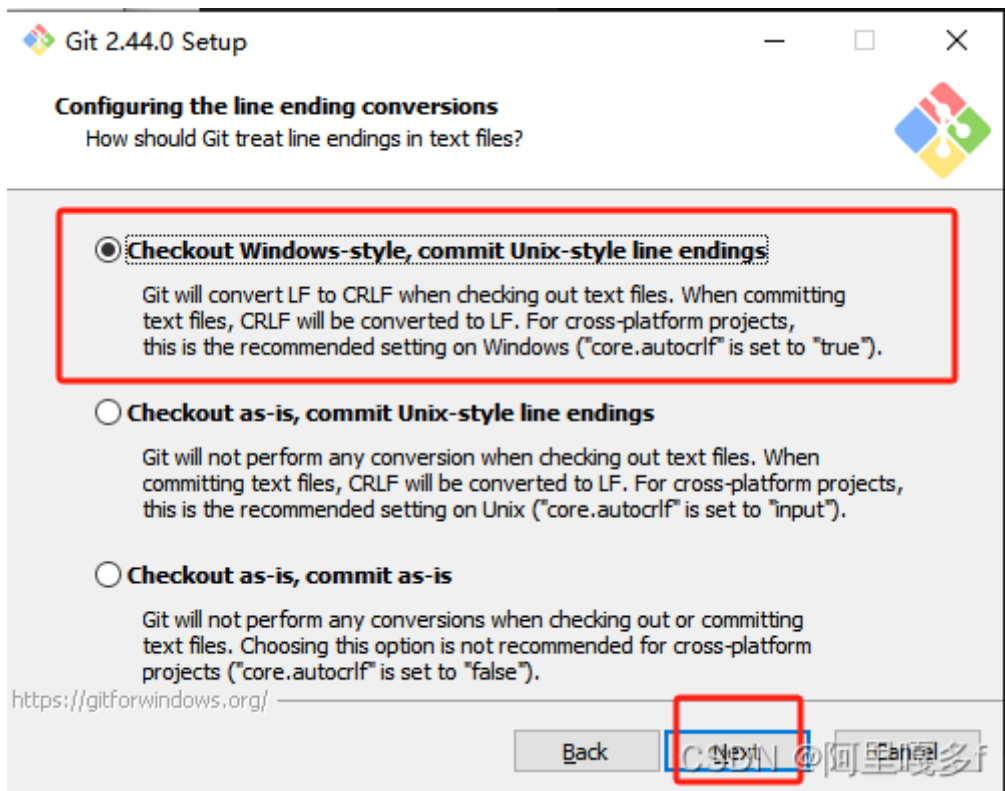 Git 2.44.0 Setup
Configuring the line ending conversions
How should Git treat line endings in text files?
Checkout Windows-style, commit Unix-style line endings
Git will convert LF to CRLF when checking out text files. When committing
text files, CRLF will be converted to LF. For cross-platform projects,
this is the recommended setting on Windows ("core.autocrlf" is set to "true").
Checkout as-is, commit Unix-style line endings
Git will not perform any conversion when checking out text files. When
committing text files, CRLF will be converted to LF. For cross-platform projects,
this is the recommended setting on Unix ("core.autocrlf" is set to "input").
Checkout as-is, commit as-is
Git will not perform any conversions when checking out or committing
text files. Choosing this option is not recommended for cross-platform
projects ("core.autocrlf" is set to "false").
https://gitforwindows.org/
Back
Next
Cancel
CSDN @阿里嘎多f